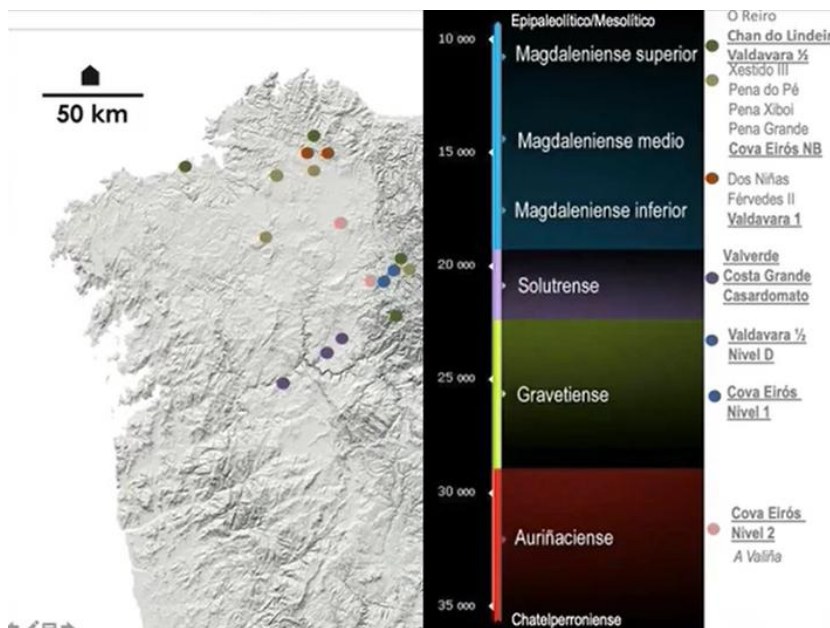 50 km
Epipaleolítico/Mesolítico
10 000
Magdaleniense superior
Magdaleniense medio
15 000
Magdaleniense inferior
20 000
Solutrense
25 000
Gravetiense
30 000
Auriñaciense
35 000
Chatelperroniense
O Reiro
Chan do Lindeir
Valdavara ½
Xestido III
Pena do Pé
Pena Xiboi
Pena Grande
Cova Eirós NB
Dos Niñas
Férvedes II
Valdavara 1
Valverde
Costa Grande
Casardomato
Valdavara ½
Nivel D
Cova Eirós
Nivel 1
Cova Eirós
Nivel 2
A Valiña